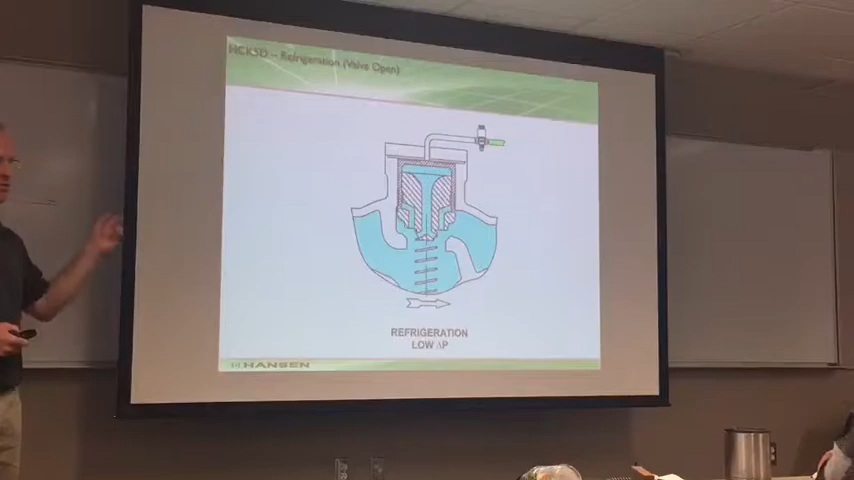 HCK5D – Refrigeration (Valve Open)
REFRIGERATION
LOW ΔP
HANSEN